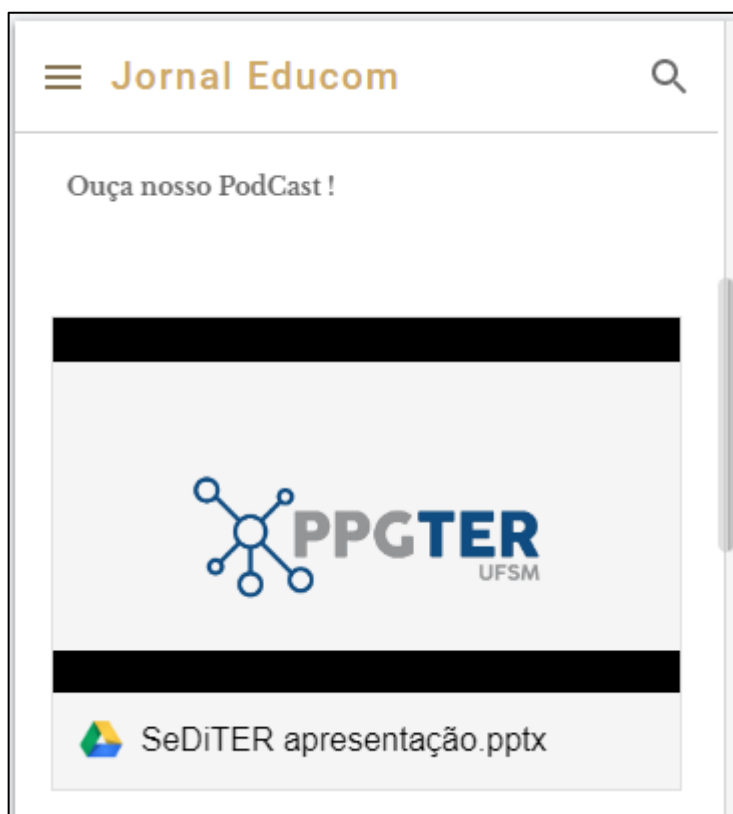 Jornal Educom
Ouça nosso PodCast !
PPGTER
UFSM
SeDiTER apresentação.pptx